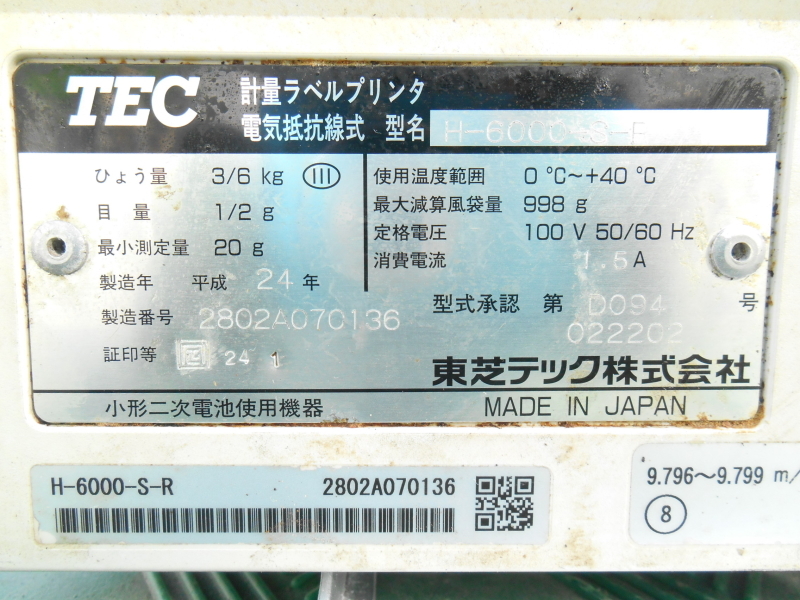 TEC 計量ラベルプリンタ
電気抵抗線式 型名 H-6000-S-R
ひょう量 3/6 kg III
目量 1/2 g
最小測定量 20 g
製造年 平成 24 年
製造番号 2802A070136
証印等 24 1
使用温度範囲 0 ℃~+40 ℃
最大減算風袋量 998 g
定格電圧 100 V 50/60 Hz
消費電流 1.5 A
型式承認 第 D094 号
022202
東芝テック株式会社
小形二次電池使用機器 MADE IN JAPAN
H-6000-S-R 2802A070136
9.796~9.799 m/
8